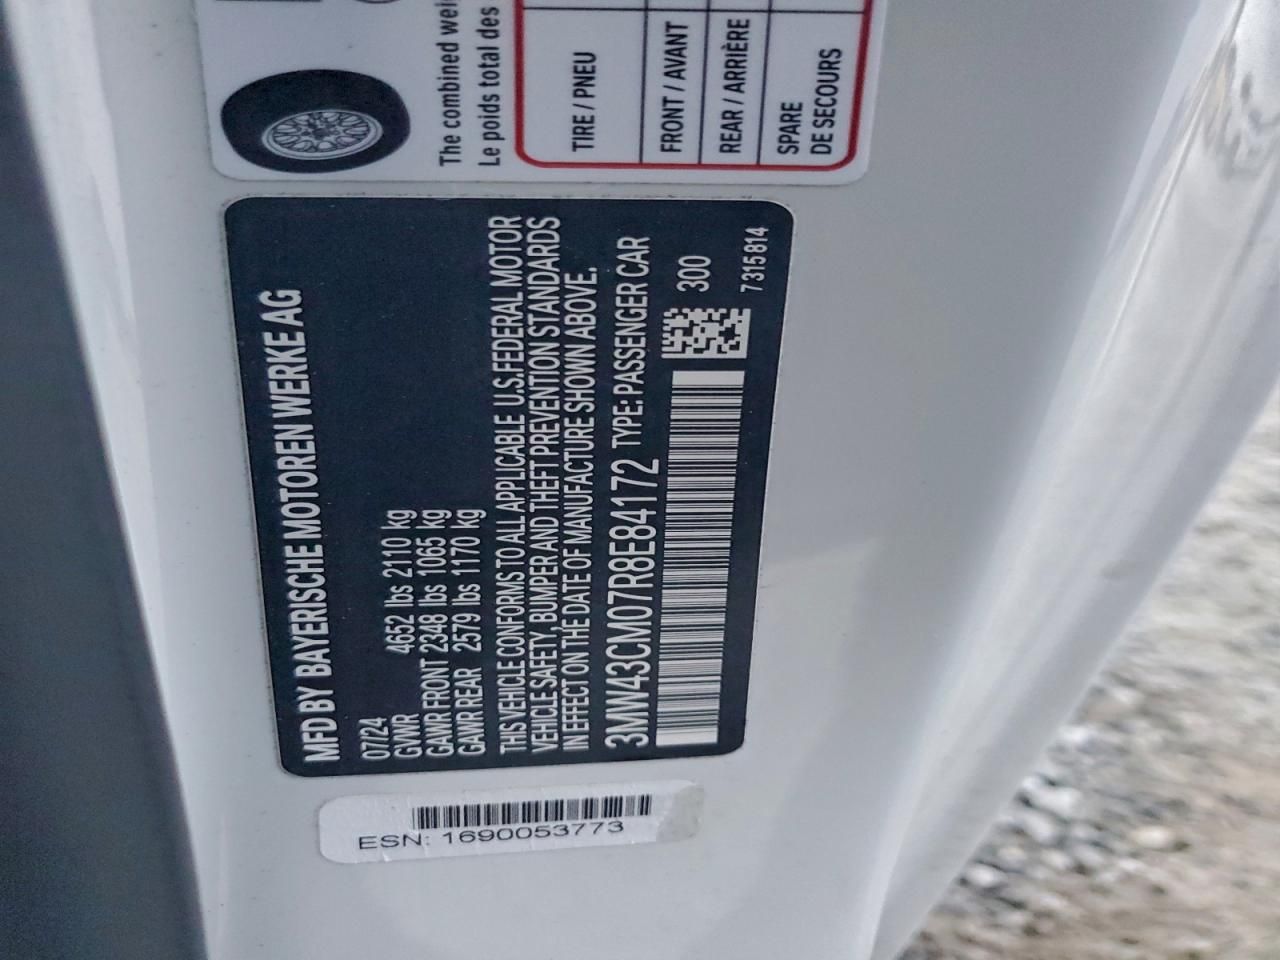 The combined wei
Le poids total des
TIRE / PNEU
FRONT / AVANT
REAR / ARRIÈRE
SPARE
DE SECOURS
MFD BY BAYERISCHE MOTOREN WERKE AG
07/24
GVWR 4652 lbs 2110 kg
GAWR FRONT 2348 lbs 1065 kg
GAWR REAR 2579 lbs 1170 kg
THIS VEHICLE CONFORMS TO ALL APPLICABLE U.S.FEDERAL MOTOR
VEHICLE SAFETY, BUMPER AND THEFT PREVENTION STANDARDS
IN EFFECT ON THE DATE OF MANUFACTURE SHOWN ABOVE.
3MW43CM07R8E84172 TYPE: PASSENGER CAR
300
7315814
ESN: 1690053773